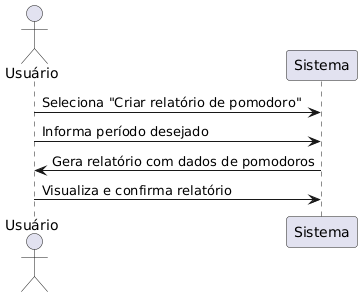 Usuário
Sistema
Seleciona "Criar relatório de pomodoro"
Informa período desejado
Gera relatório com dados de pomodoros
Visualiza e confirma relatório
Usuário
Sistema